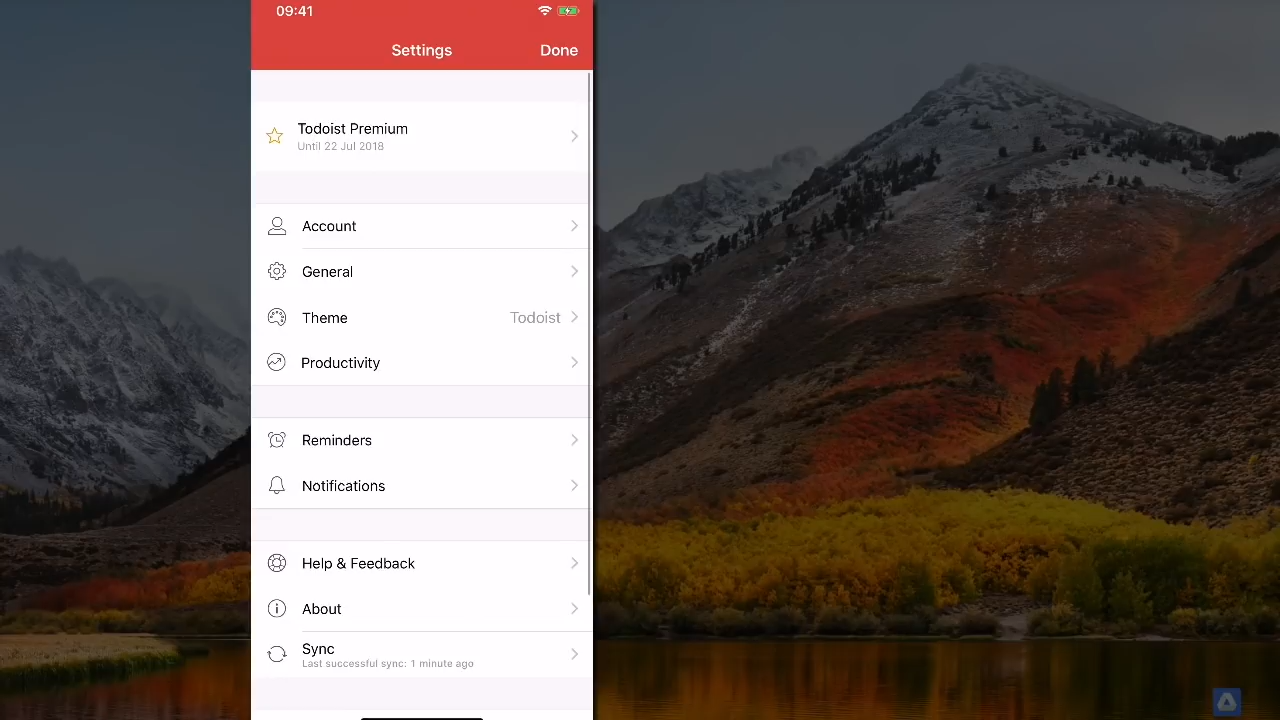 09:41
Settings
Done
Todoist Premium
Until 22 Jul 2018
Account
General
Theme
Todoist
Productivity
Reminders
Notifications
Help & Feedback
About
Sync
Last successful sync: 1 minute ago